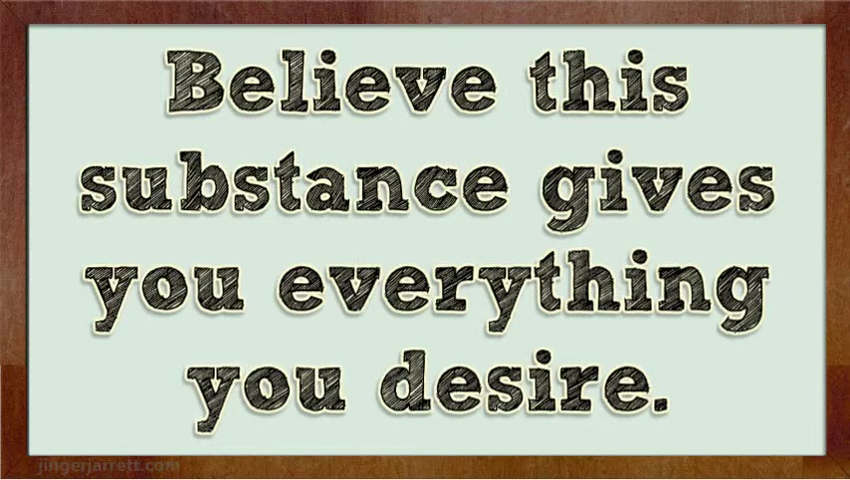 Believe this
substance gives
you everything
you desire.
jingerjarrett.com